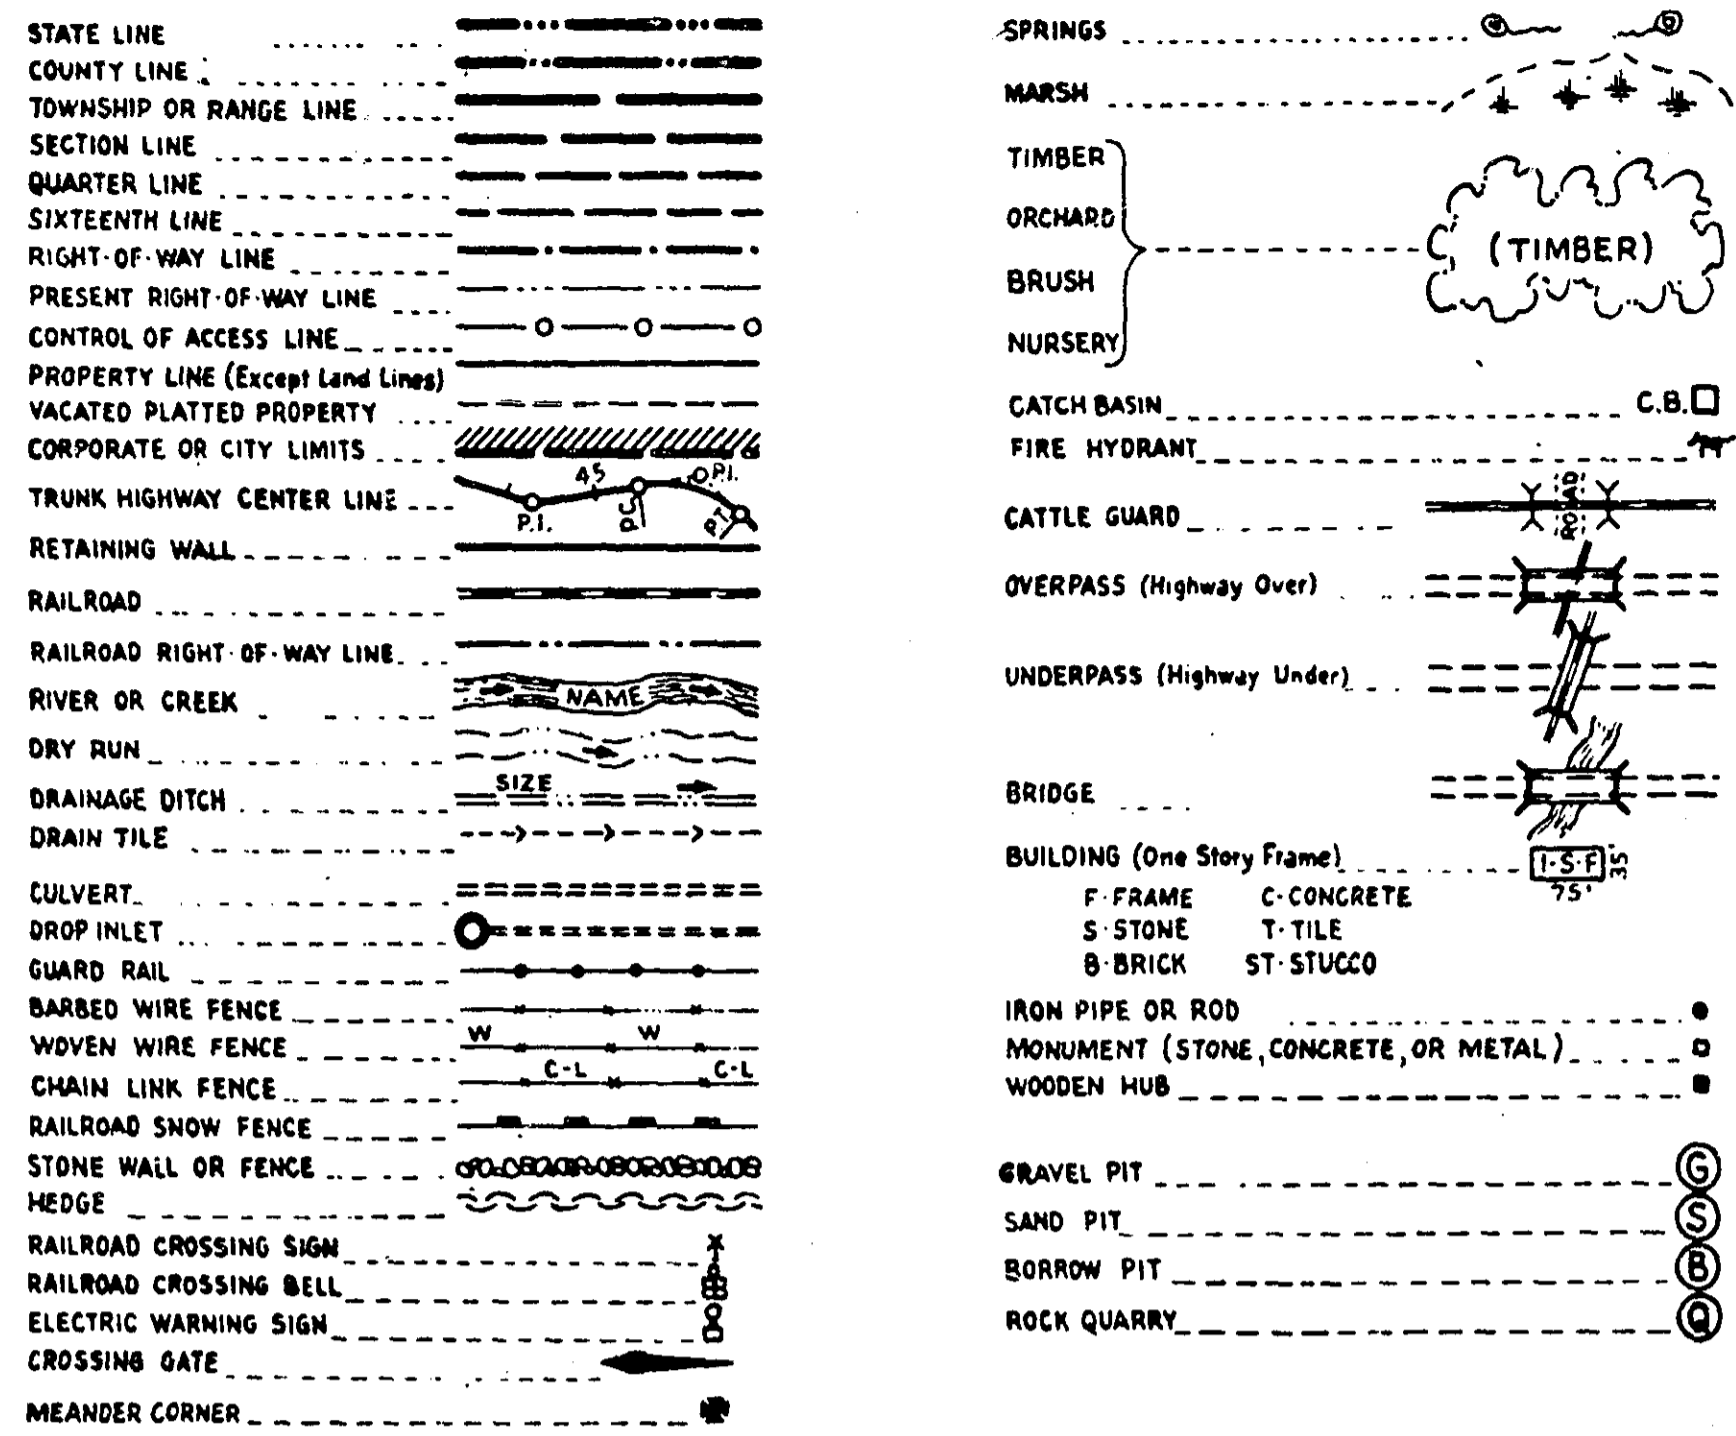 STATE LINE
COUNTY LINE
TOWNSHIP OR RANGE LINE
SECTION LINE
QUARTER LINE
SIXTEENTH LINE
RIGHT-OF-WAY LINE
PRESENT RIGHT-OF-WAY LINE
CONTROL OF ACCESS LINE
PROPERTY LINE (Except Land Lines)
VACATED PLATTED PROPERTY
CORPORATE OR CITY LIMITS
TRUNK HIGHWAY CENTER LINE
45
O.P.I.
P.I.
PC
PT
RETAINING WALL
RAILROAD
RAILROAD RIGHT-OF-WAY LINE
RIVER OR CREEK
NAME
DRY RUN
DRAINAGE DITCH
SIZE
DRAIN TILE
CULVERT
DROP INLET
GUARD RAIL
BARBED WIRE FENCE
WOVEN WIRE FENCE
W W
CHAIN LINK FENCE
C-L C-L
RAILROAD SNOW FENCE
STONE WALL OR FENCE
HEDGE
RAILROAD CROSSING SIGN
RAILROAD CROSSING BELL
ELECTRIC WARNING SIGN
CROSSING GATE
MEANDER CORNER
SPRINGS
MARSH
TIMBER
ORCHARD
BRUSH
NURSERY
(TIMBER)
CATCH BASIN C.B.
FIRE HYDRANT
CATTLE GUARD
ROAD
OVERPASS (Highway Over)
UNDERPASS (Highway Under)
BRIDGE
BUILDING (One Story Frame) 1-S-F 35'
75'
F-FRAME C-CONCRETE
S-STONE T-TILE
B-BRICK ST-STUCCO
IRON PIPE OR ROD
MONUMENT (STONE, CONCRETE, OR METAL)
WOODEN HUB
GRAVEL PIT G
SAND PIT S
BORROW PIT B
ROCK QUARRY Q